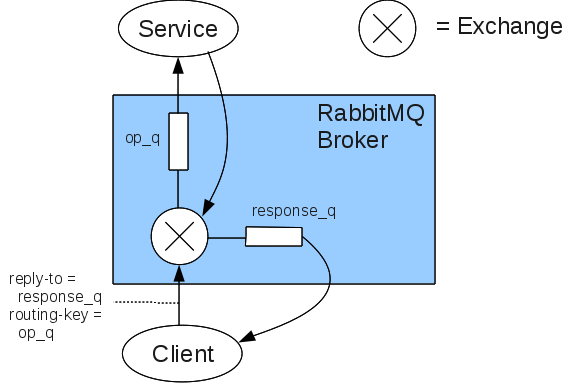 Service
= Exchange
RabbitMQ
Broker
op_q
response_q
reply-to =
response_q
routing-key =
op_q
Client